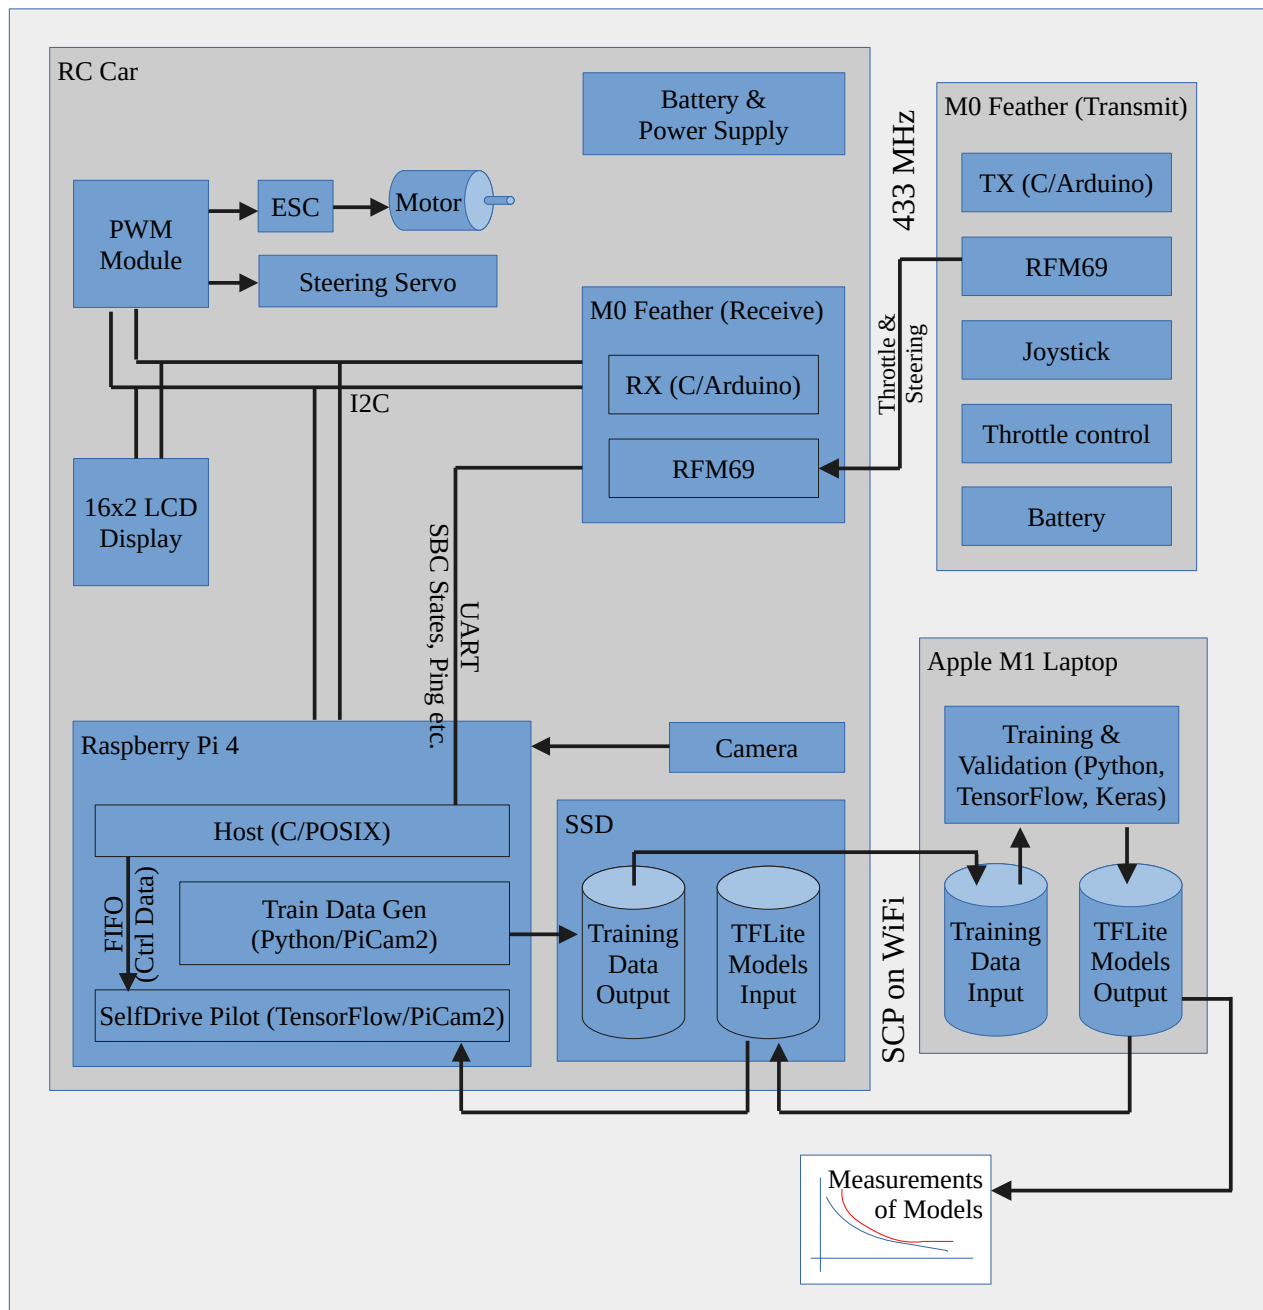 RC Car
Battery &
Power Supply
433 MHz
M0 Feather (Transmit)
TX (C/Arduino)
RFM69
Joystick
Throttle control
Battery
PWM
Module
ESC
Motor
Steering Servo
M0 Feather (Receive)
RX (C/Arduino)
RFM69
Throttle &
Steering
I2C
16x2 LCD
Display
UART
SBC States, Ping etc.
Raspberry Pi 4
Host (C/POSIX)
FIFO
(Ctrl Data)
Train Data Gen
(Python/PiCam2)
SelfDrive Pilot (TensorFlow/PiCam2)
Camera
SSD
Training
Data
Output
TFLite
Models
Input
SCP on WiFi
Apple M1 Laptop
Training &
Validation (Python,
TensorFlow, Keras)
Training
Data
Input
TFLite
Models
Output
Measurements
of Models